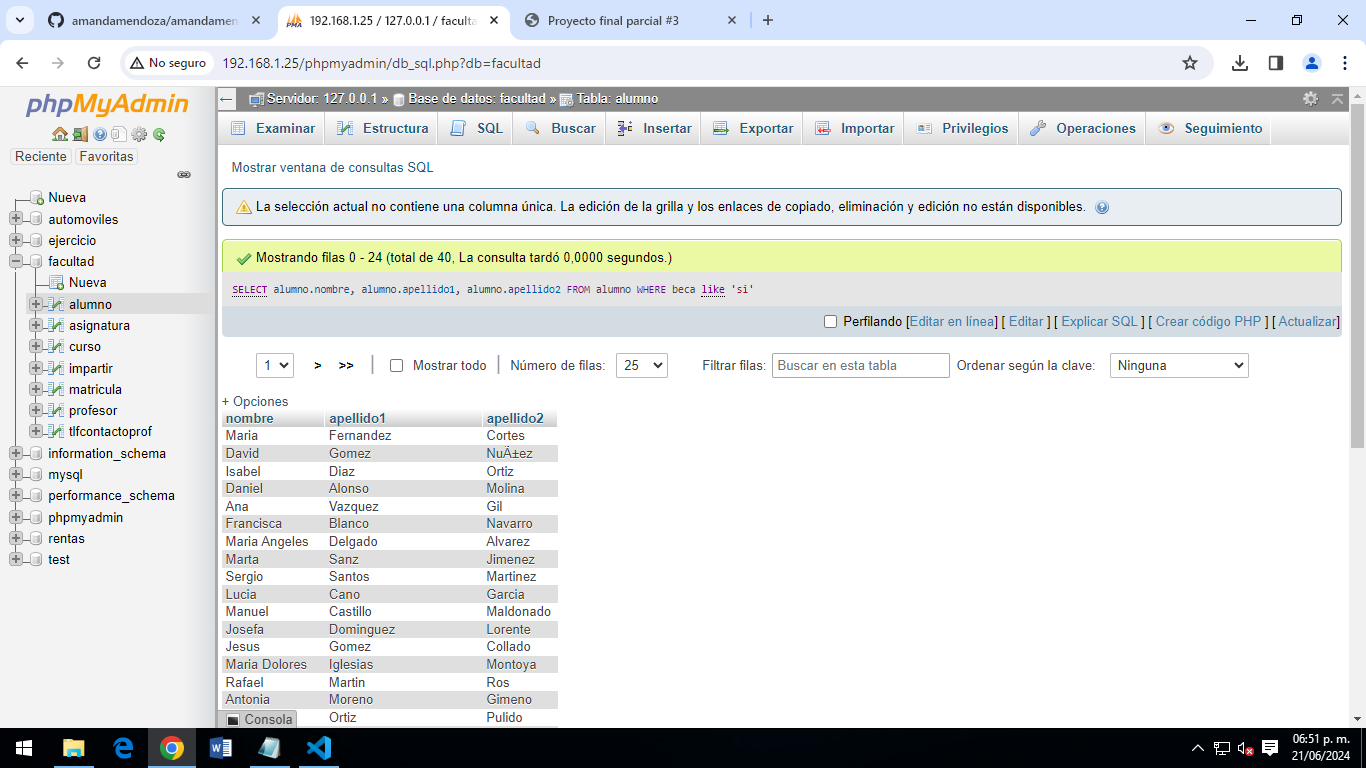 amandamendoza/amandamen
192.168.1.25 / 127.0.0.1 / faculta
Proyecto final parcial #3
No seguro
192.168.1.25/phpmyadmin/db_sql.php?db=facultad
phpMyAdmin
Reciente
Favoritas
Nueva
automoviles
ejercicio
facultad
Nueva
alumno
asignatura
curso
impartir
matricula
profesor
tlfcontactoprof
information_schema
mysql
performance_schema
phpmyadmin
rentas
test
Servidor: 127.0.0.1 » Base de datos: facultad » Tabla: alumno
Examinar Estructura SQL Buscar Insertar Exportar Importar Privilegios Operaciones Seguimiento
Mostrar ventana de consultas SQL
La selección actual no contiene una columna única. La edición de la grilla y los enlaces de copiado, eliminación y edición no están disponibles.
Mostrando filas 0 - 24 (total de 40, La consulta tardó 0,0000 segundos.)
SELECT alumno.nombre, alumno.apellido1, alumno.apellido2 FROM alumno WHERE beca like 'si'
Perfilando [Editar en línea] [ Editar ] [ Explicar SQL ] [ Crear código PHP ] [ Actualizar]
1 > >> | Mostrar todo | Número de filas: 25 Filtrar filas: Buscar en esta tabla Ordenar según la clave: Ninguna
+ Opciones
nombre apellido1 apellido2
Maria Fernandez Cortes
David Gomez NuÄ±ez
Isabel Diaz Ortiz
Daniel Alonso Molina
Ana Vazquez Gil
Francisca Blanco Navarro
Maria Angeles Delgado Alvarez
Marta Sanz Jimenez
Sergio Santos Martinez
Lucia Cano Garcia
Manuel Castillo Maldonado
Josefa Dominguez Lorente
Jesus Gomez Collado
Maria Dolores Iglesias Montoya
Rafael Martin Ros
Antonia Moreno Gimeno
Consola Ortiz Pulido
06:51 p. m.
21/06/2024